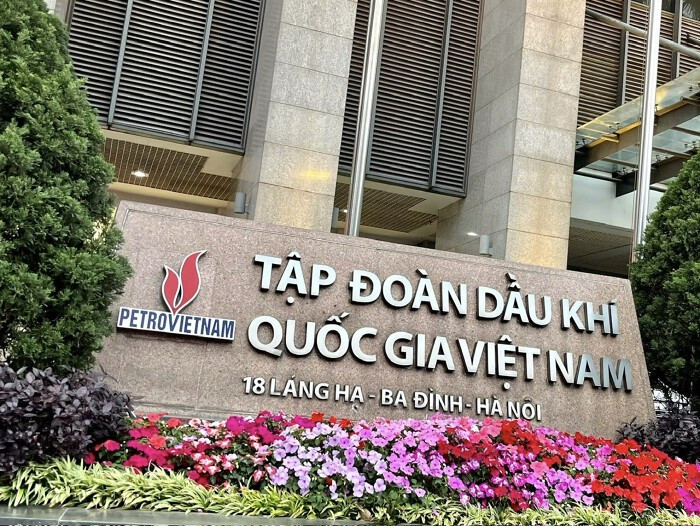 PETROVIETNAM
TẬP ĐOÀN DẦU KHÍ
QUỐC GIA VIỆT NAM
18 LÁNG HẠ - BA ĐÌNH - HÀ NỘI